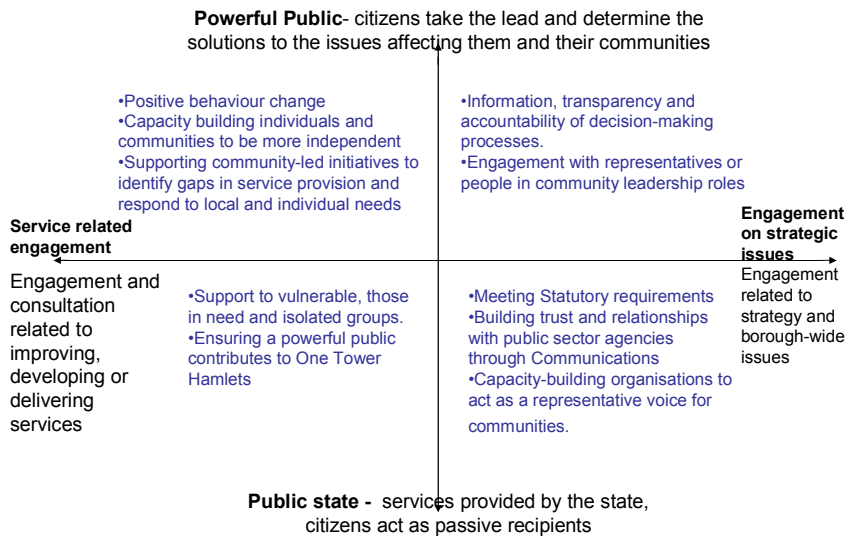 Powerful Public- citizens take the lead and determine the
solutions to the issues affecting them and their communities
•Positive behaviour change
•Capacity building individuals and
communities to be more independent
•Supporting community-led initiatives to
identify gaps in service provision and
respond to local and individual needs
•Information, transparency and
accountability of decision-making
processes.
•Engagement with representatives or
people in community leadership roles
Service related
engagement
Engagement and
consultation
related to
improving,
developing or
delivering
services
Engagement
on strategic
issues
Engagement
related to
strategy and
borough-wide
issues
•Support to vulnerable, those
in need and isolated groups.
•Ensuring a powerful public
contributes to One Tower
Hamlets
•Meeting Statutory requirements
•Building trust and relationships
with public sector agencies
through Communications
•Capacity-building organisations to
act as a representative voice for
communities.
Public state - services provided by the state,
citizens act as passive recipients